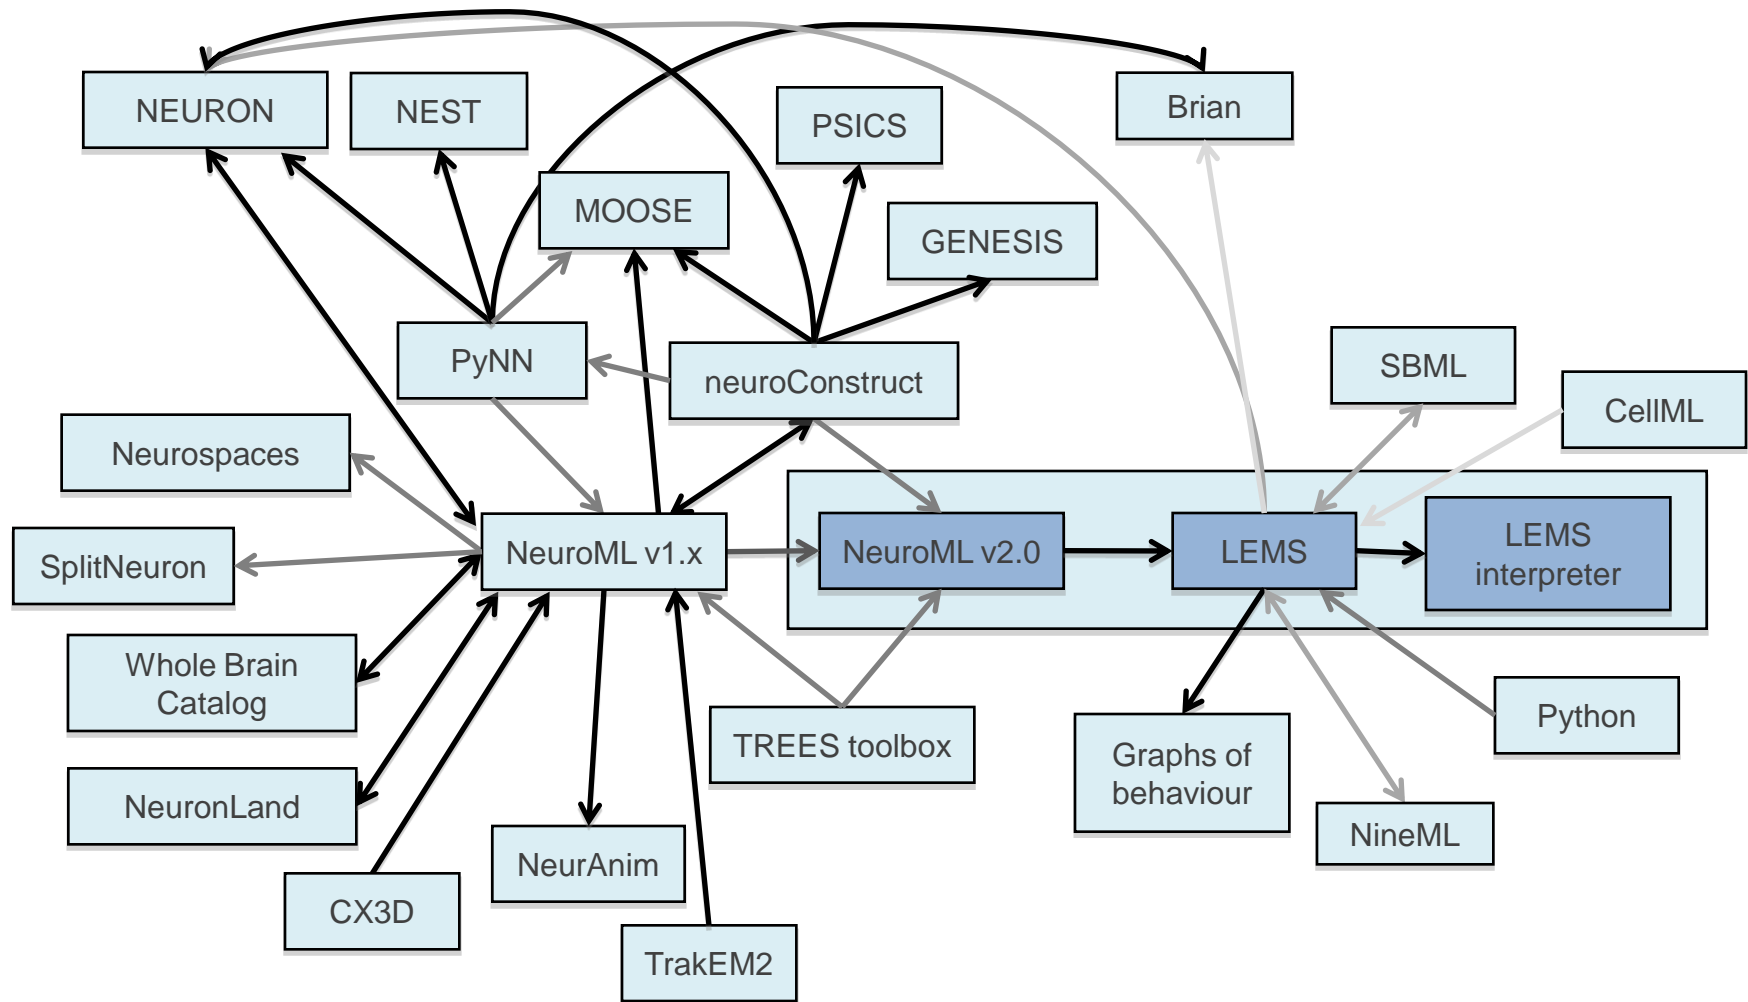 NEURON
NEST
PSICS
Brian
MOOSE
GENESIS
PyNN
neuroConstruct
SBML
CellML
Neurospaces
SplitNeuron
NeuroML v1.x
NeuroML v2.0
LEMS
LEMS
interpreter
Whole Brain
Catalog
TREES toolbox
Graphs of
behaviour
Python
NeuronLand
NeurAnim
NineML
CX3D
TrakEM2